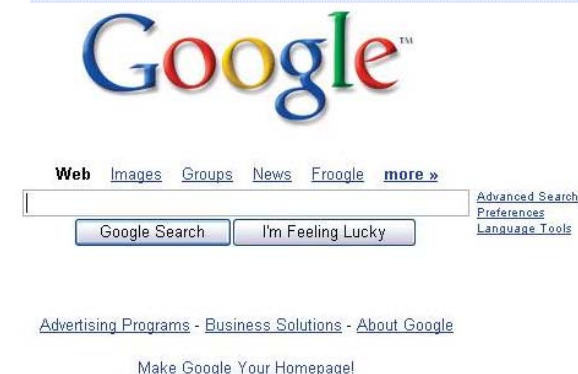 Google™
Web Images Groups News Froogle more »
Advanced Search
Preferences
Language Tools
Google Search I'm Feeling Lucky
Advertising Programs - Business Solutions - About Google
Make Google Your Homepage!